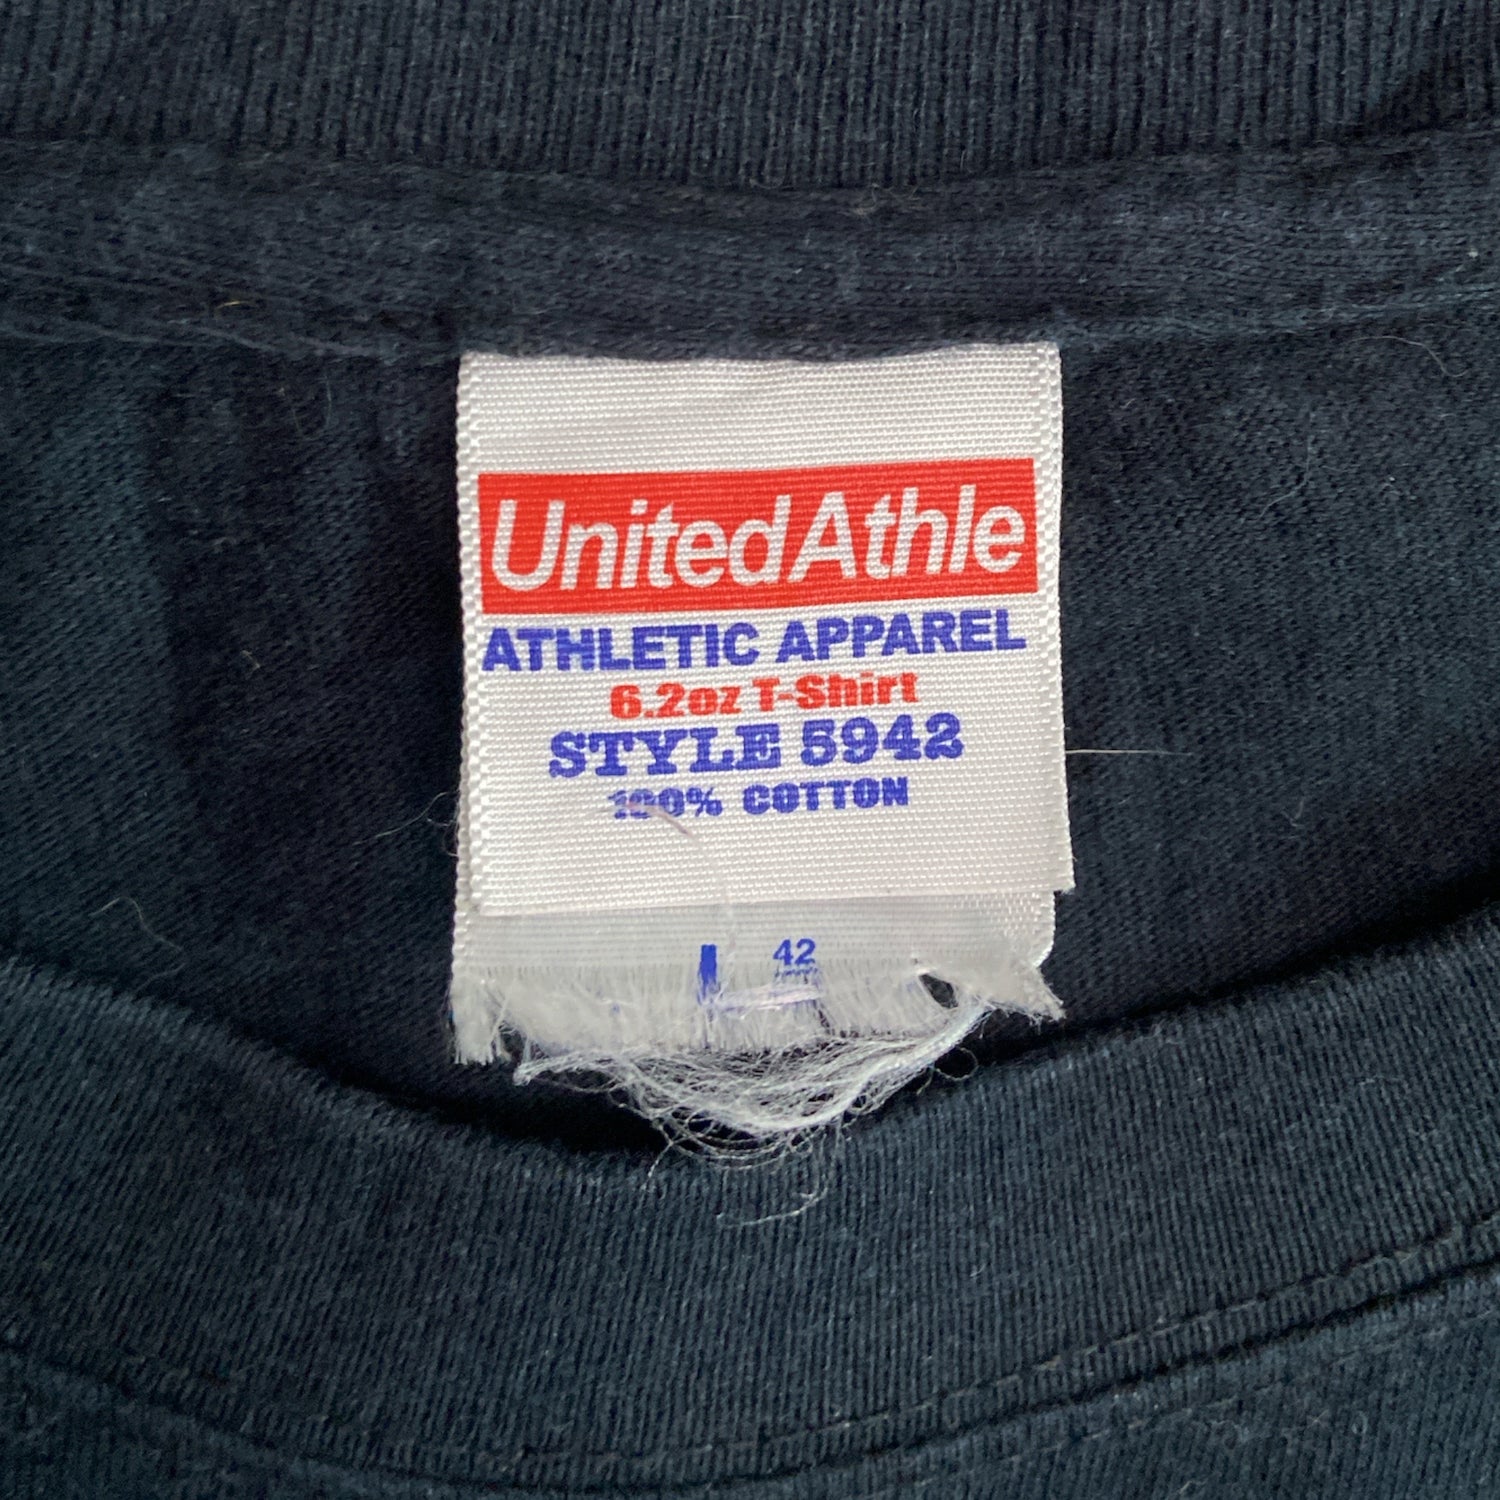 UnitedAthle
ATHLETIC APPAREL
6.2oz T-Shirt
STYLE 5942
100% COTTON
L 42